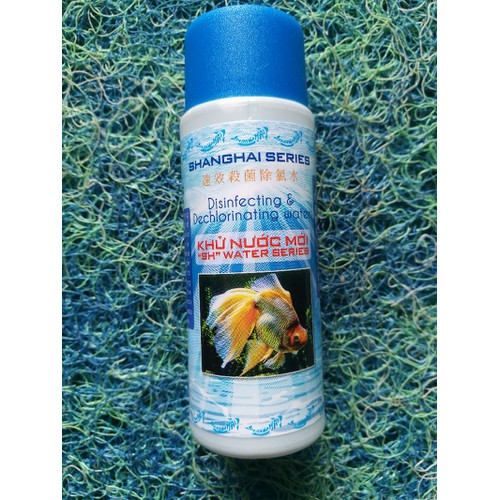 SHANGHAI SERIES
速效殺菌除氯水
Disinfecting &
Dechlorinating water
KHỬ NƯỚC MỚI
"SH" WATER SERIES